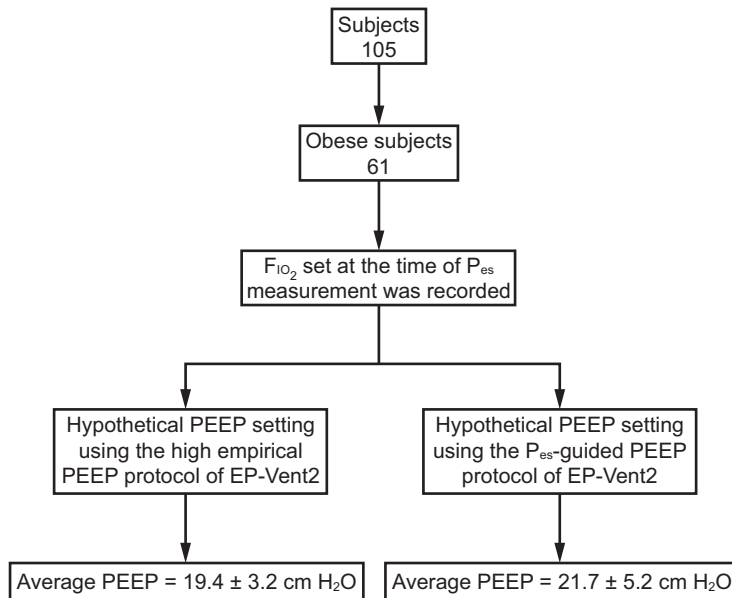 Subjects
105
Obese subjects
61
FIO2 set at the time of Pes
measurement was recorded
Hypothetical PEEP setting
using the high empirical
PEEP protocol of EP-Vent2
Hypothetical PEEP setting
using the Pes-guided PEEP
protocol of EP-Vent2
Average PEEP = 19.4 ± 3.2 cm H2O
Average PEEP = 21.7 ± 5.2 cm H2O